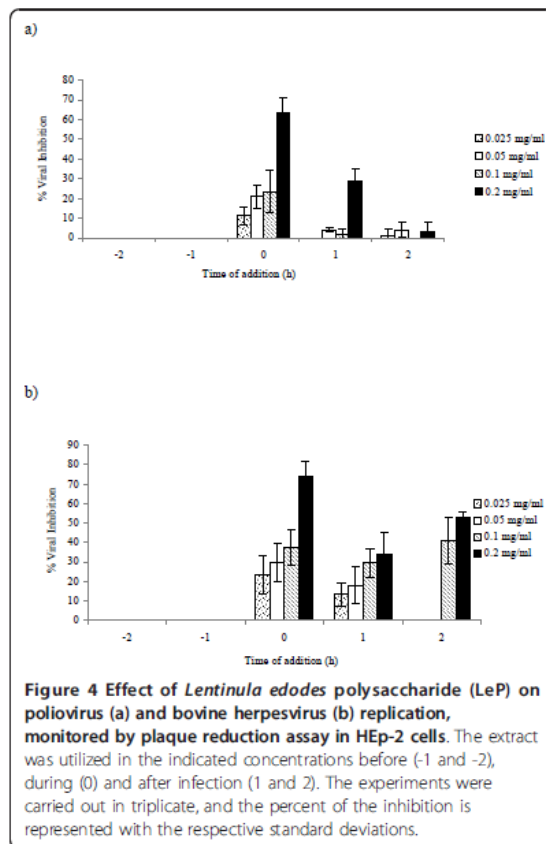 a)
80
70
60
50
40
30
20
10
0
% Viral Inhibition
-2 -1 0 1 2
Time of addition (h)
0.025 mg/ml
0.05 mg/ml
0.1 mg/ml
0.2 mg/ml
b)
90
80
70
60
50
40
30
20
10
0
% Viral Inhibition
-2 -1 0 1 2
Time of addition (h)
0.025 mg/ml
0.05 mg/ml
0.1 mg/ml
0.2 mg/ml
Figure 4 Effect of Lentinula edodes polysaccharide (LeP) on
poliovirus (a) and bovine herpesvirus (b) replication,
monitored by plaque reduction assay in HEp-2 cells. The extract
was utilized in the indicated concentrations before (-1 and -2),
during (0) and after infection (1 and 2). The experiments were
carried out in triplicate, and the percent of the inhibition is
represented with the respective standard deviations.